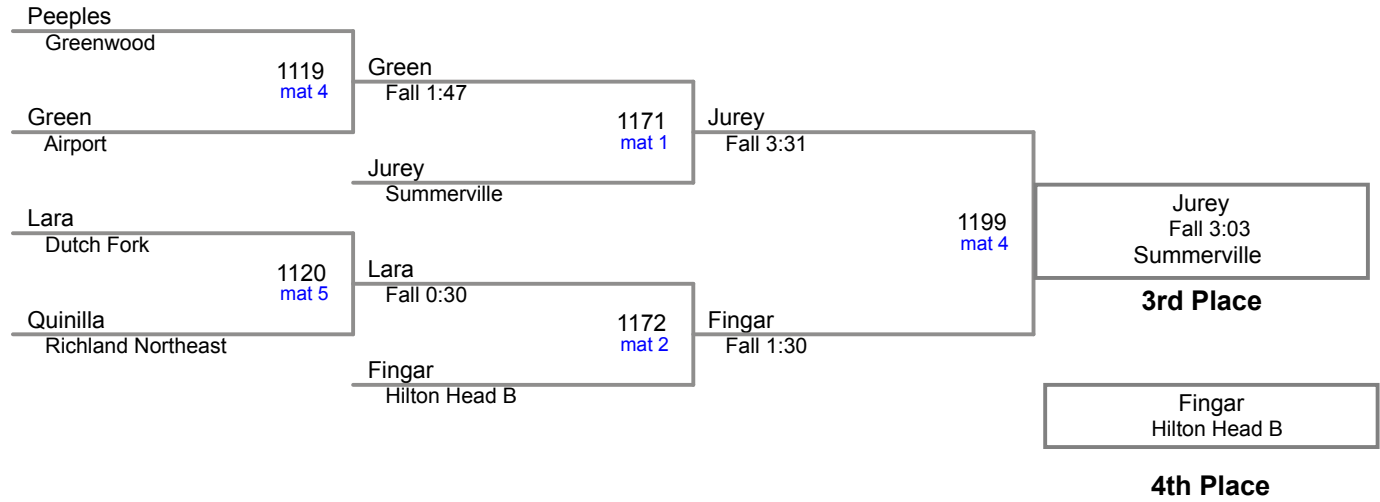 Peeples
Greenwood
1119
mat 4
Green
Airport
Green
Fall 1:47
1171
mat 1
Jurey
Summerville
Lara
Dutch Fork
1120
mat 5
Quinilla
Richland Northeast
Lara
Fall 0:30
1172
mat 2
Fingar
Hilton Head B
Jurey
Fall 3:31
1199
mat 4
Fingar
Fall 1:30
Jurey
Fall 3:03
Summerville
3rd Place
Fingar
Hilton Head B
4th Place